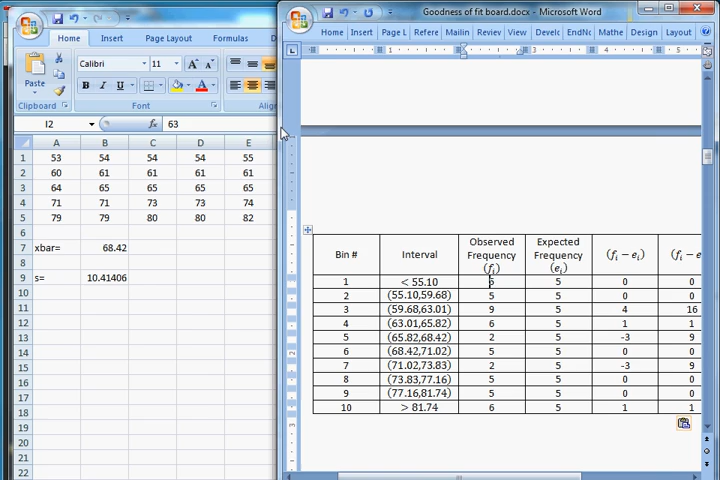 Goodness of fit board.docx - Microsoft Word
Home Insert Page Layout Formulas
Home Insert Page L Refere Mailin Reviev View Develc EndNo Mathe Design Layout
Calibri 11
Paste
B I U
Clipboard Font Alig
I2 fx 63
A B C D E
1 53 54 54 54 55
2 60 61 61 61 61
3 64 65 65 65 65
4 71 71 73 73 74
5 79 79 80 80 82
6
7 xbar= 68.42
8
9 s= 10.41406
10
11
12
13
14
15
16
17
18
19
20
21
22
Bin # Interval Observed Frequency (fᵢ) Expected Frequency (eᵢ) (fᵢ − eᵢ) (fᵢ − e
1 < 55.10 5 5 0 0
2 (55.10,59.68) 5 5 0 0
3 (59.68,63.01) 9 5 4 16
4 (63.01,65.82) 6 5 1 1
5 (65.82,68.42) 2 5 -3 9
6 (68.42,71.02) 5 5 0 0
7 (71.02,73.83) 2 5 -3 9
8 (73.83,77.16) 5 5 0 0
9 (77.16,81.74) 5 5 0 0
10 > 81.74 6 5 1 1